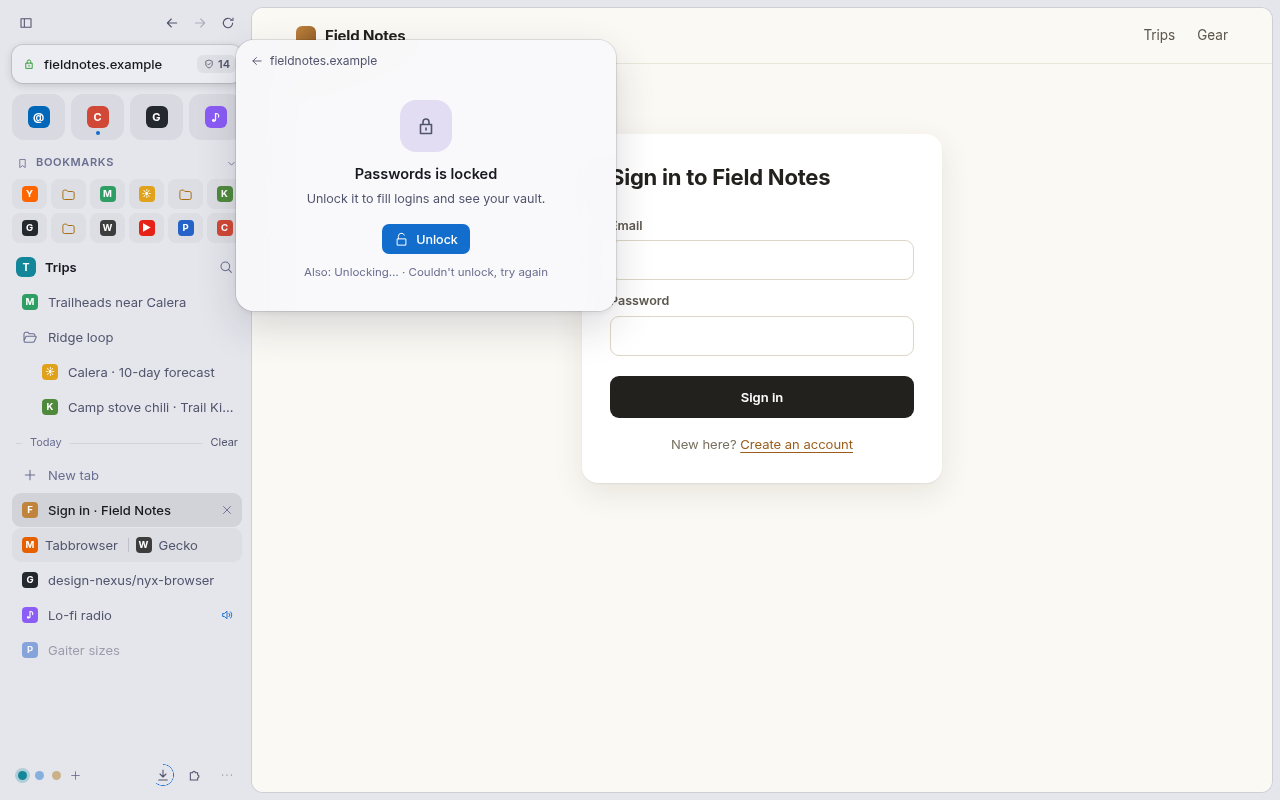 fieldnotes.example
14
@
C
G
BOOKMARKS
Y
M
K
G
W
P
C
T
Trips
M
Trailheads near Calera
Ridge loop
Calera · 10-day forecast
K
Camp stove chili · Trail Ki...
Today
Clear
New tab
F
Sign in · Field Notes
M
Tabbrowser
W
Gecko
G
design-nexus/nyx-browser
Lo-fi radio
P
Gaiter sizes
Field Notes
Trips
Gear
fieldnotes.example
Passwords is locked
Unlock it to fill logins and see your vault.
Unlock
Also: Unlocking... · Couldn't unlock, try again
Sign in to Field Notes
Email
Password
Sign in
New here? Create an account